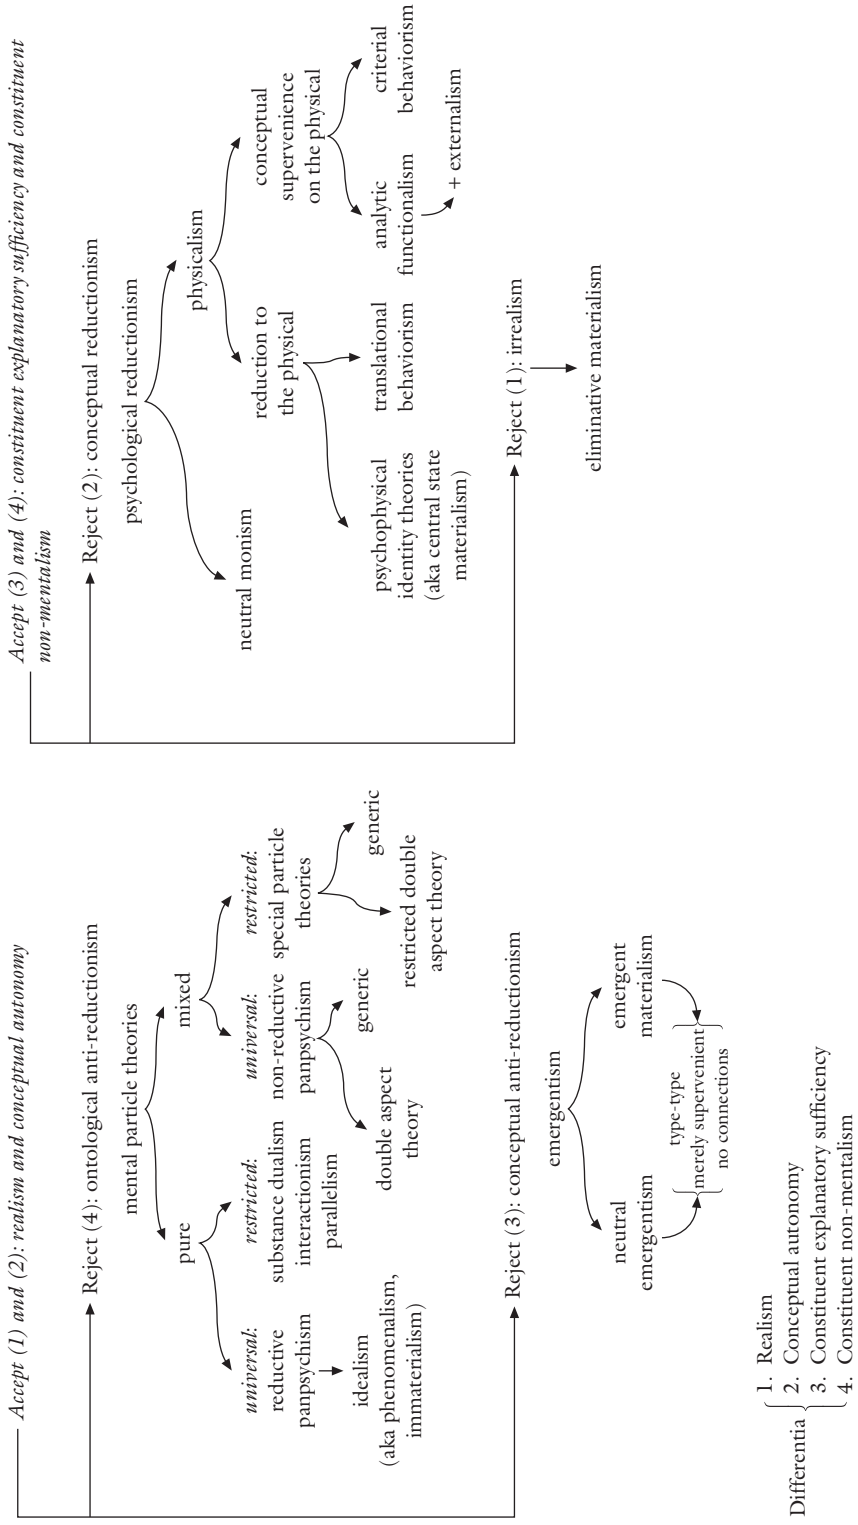 Accept (1) and (2): realism and conceptual autonomy
Reject (4): ontological anti-reductionism
mental particle theories
pure
mixed
universal:
reductive
panpsychism
restricted:
substance dualism
interactionism
parallelism
universal:
non-reductive
panpsychism
restricted:
special particle
theories
idealism
(aka phenomenalism,
immaterialism)
double aspect
theory
generic
restricted double
aspect theory
generic
Reject (3): conceptual anti-reductionism
emergentism
neutral
emergentism
emergent
materialism
type-type
merely supervenient
no connections
Differentia
1. Realism
2. Conceptual autonomy
3. Constituent explanatory sufficiency
4. Constituent non-mentalism
Accept (3) and (4): constituent explanatory sufficiency and constituent
non-mentalism
Reject (2): conceptual reductionism
psychological reductionism
neutral monism
physicalism
reduction to
the physical
conceptual
supervenience
on the physical
psychophysical
identity theories
(aka central state
materialism)
translational
behaviorism
analytic
functionalism
criterial
behaviorism
+ externalism
Reject (1): irrealism
eliminative materialism